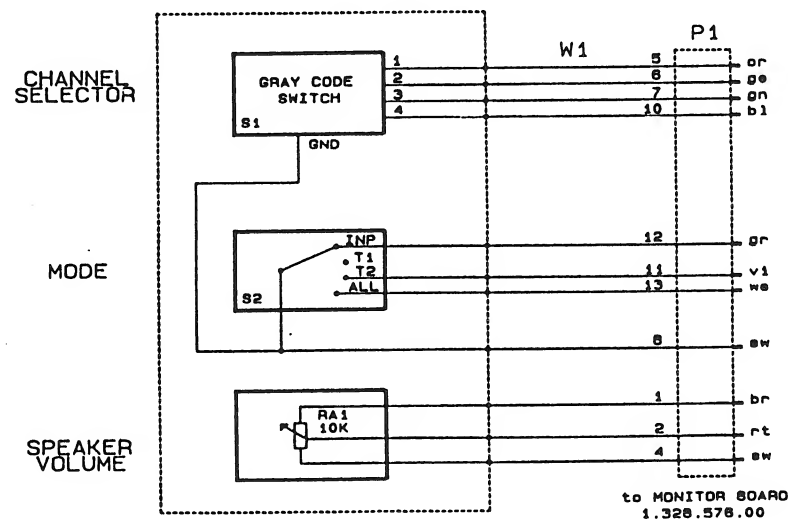 P1
W1
CHANNEL
SELECTOR
GRAY CODE
SWITCH
S1
GND
1 5 or
2 6 ge
3 7 gn
4 10 bl
MODE
S2
INP 12 gr
T1
T2 11 vi
ALL 13 ws
8 sw
SPEAKER
VOLUME
RA1
10K
1 br
2 rt
4 sw
to MONITOR BOARD
1.328.576.00